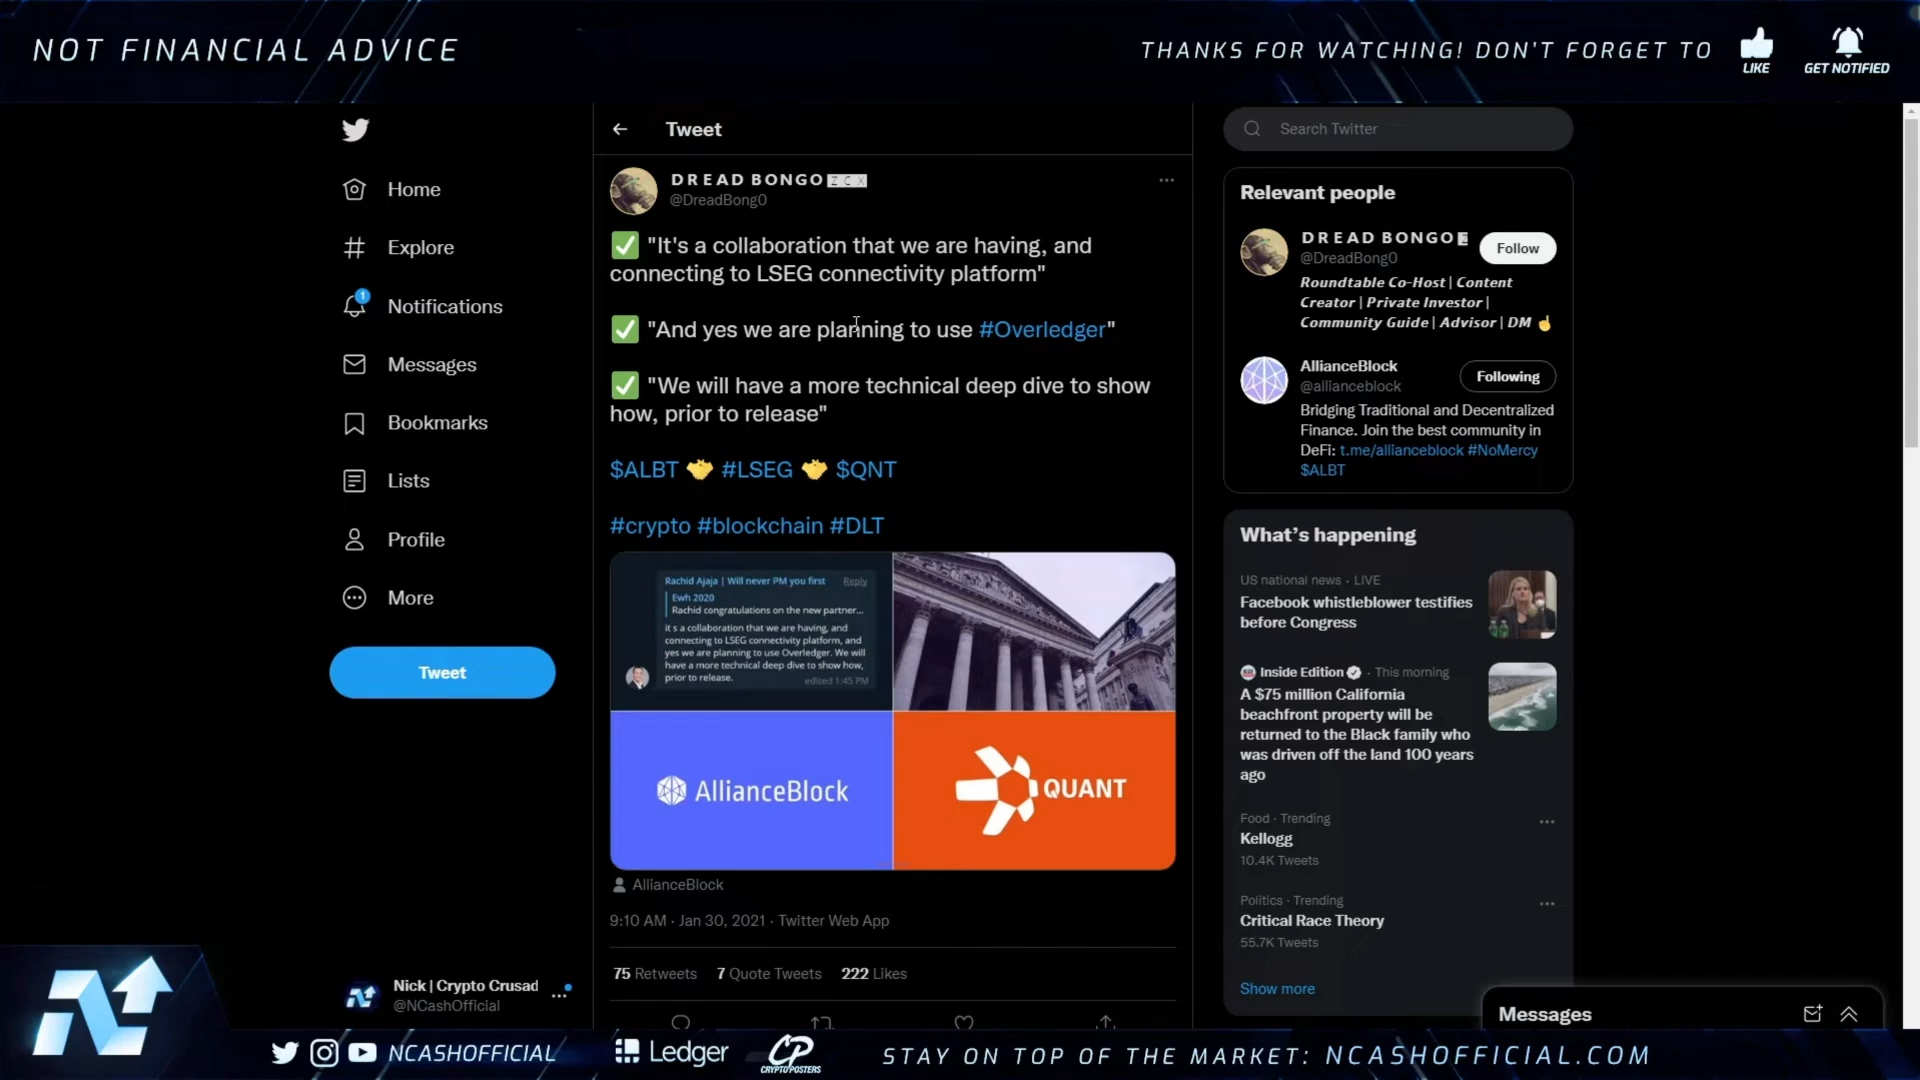 NOT FINANCIAL ADVICE
THANKS FOR WATCHING! DON'T FORGET TO
LIKE
GET NOTIFIED
Home
Explore
1
Notifications
Messages
Bookmarks
Lists
Profile
More
Tweet
Nick | Crypto Crusad
@NCashOfficial
Tweet
DREAD BONGO ZCX
@DreadBong0
✅ "It's a collaboration that we are having, and
connecting to LSEG connectivity platform"
✅ "And yes we are planning to use #Overledger"
✅ "We will have a more technical deep dive to show
how, prior to release"
$ALBT 🤝 #LSEG 🤝 $QNT
#crypto #blockchain #DLT
Rachid Ajaja | Will never PM you first Reply
Ewh 2020
Rachid congratulations on the new partner...
it s a collaboration that we are having, and
connecting to LSEG connectivity platform, and
yes we are planning to use Overledger. We will
have a more technical deep dive to show how,
prior to release.
edited 1:45 PM
AllianceBlock
QUANT
AllianceBlock
9:10 AM · Jan 30, 2021 · Twitter Web App
75 Retweets 7 Quote Tweets 222 Likes
Search Twitter
Relevant people
DREAD BONGO Z
@DreadBong0
Follow
Roundtable Co-Host | Content
Creator | Private Investor |
Community Guide | Advisor | DM ☝
AllianceBlock
@allianceblock
Following
Bridging Traditional and Decentralized
Finance. Join the best community in
DeFi: t.me/allianceblock #NoMercy
$ALBT
What's happening
US national news · LIVE
Facebook whistleblower testifies
before Congress
Inside Edition · This morning
A $75 million California
beachfront property will be
returned to the Black family who
was driven off the land 100 years
ago
Food · Trending
Kellogg
10.4K Tweets
Politics · Trending
Critical Race Theory
55.7K Tweets
Show more
Messages
NCASHOFFICIAL
Ledger
CP
CRYPTO POSTERS
STAY ON TOP OF THE MARKET: NCASHOFFICIAL.COM